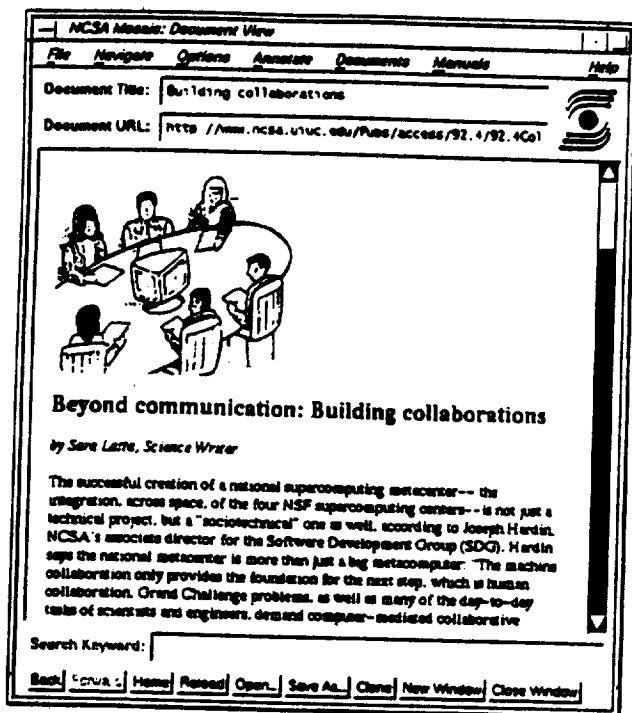 NCSA Mosaic: Document View
File Navigate Options Annotate Documents Manuals Help
Document Title: Building collaborations
Document URL: http //www.ncsa.uiuc.edu/Pubs/access/92.4/92.4Col
Beyond communication: Building collaborations
by Sara Latta, Science Writer
The successful creation of a national supercomputing metacenter-- the
integration, across space, of the four NSF supercomputing centers-- is not just a
technical project, but a "sociotechnical" one as well, according to Joseph Hardin,
NCSA's associate director for the Software Development Group (SDG). Hardin
says the national metacenter is more than just a big metacomputer: "The machine
collaboration only provides the foundation for the next step, which is human
collaboration. Grand Challenge problems, as well as many of the day-to-day
tasks of scientists and engineers, demand computer-mediated collaborative
Search Keyword:
Back Forward Home Reload Open... Save As... Clone New Window Close Window